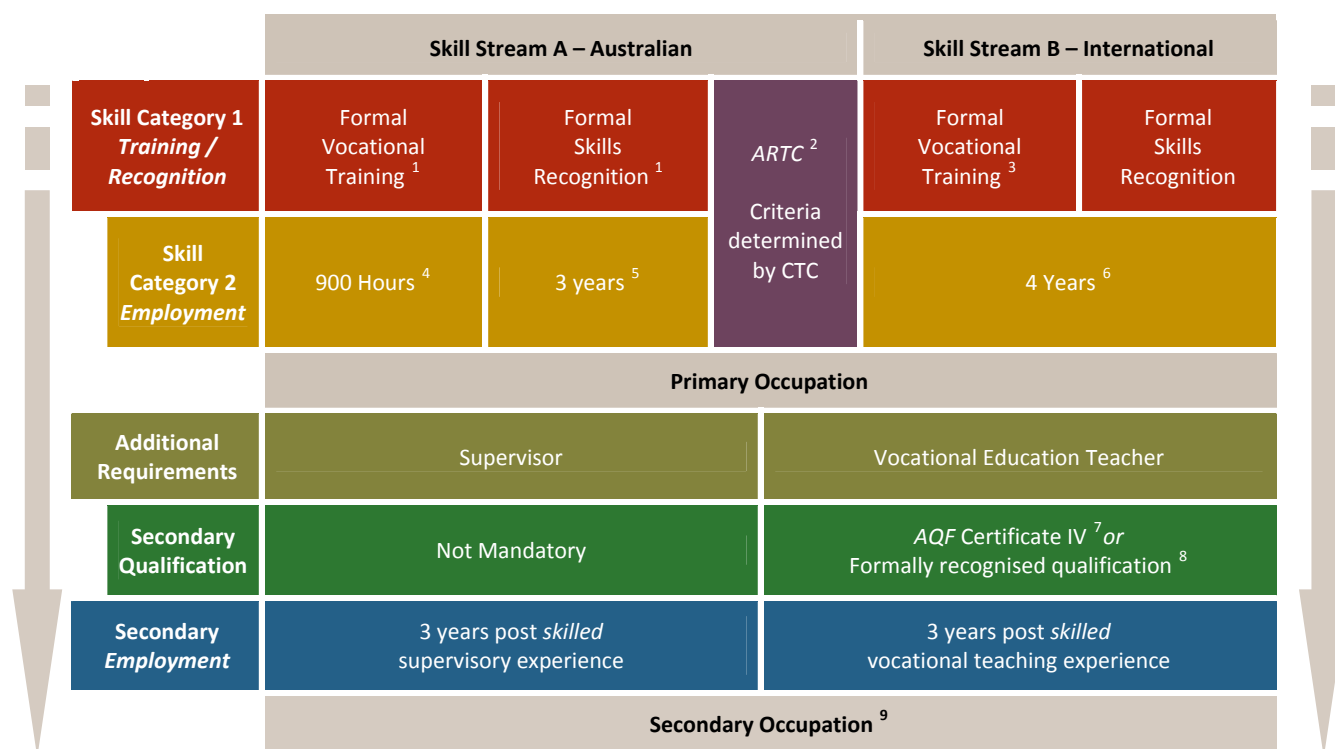 Skill Stream A – Australian
Skill Stream B – International
Skill Category 1
Training /
Recognition
Formal
Vocational
Training 1
Formal
Skills
Recognition 1
ARTC 2
Criteria
determined
by CTC
Formal
Vocational
Training 3
Formal
Skills
Recognition
Skill
Category 2
Employment
900 Hours 4
3 years 5
4 Years 6
Primary Occupation
Additional
Requirements
Supervisor
Vocational Education Teacher
Secondary
Qualification
Not Mandatory
AQF Certificate IV 7 or
Formally recognised qualification 8
Secondary
Employment
3 years post skilled
supervisory experience
3 years post skilled
vocational teaching experience
Secondary Occupation 9